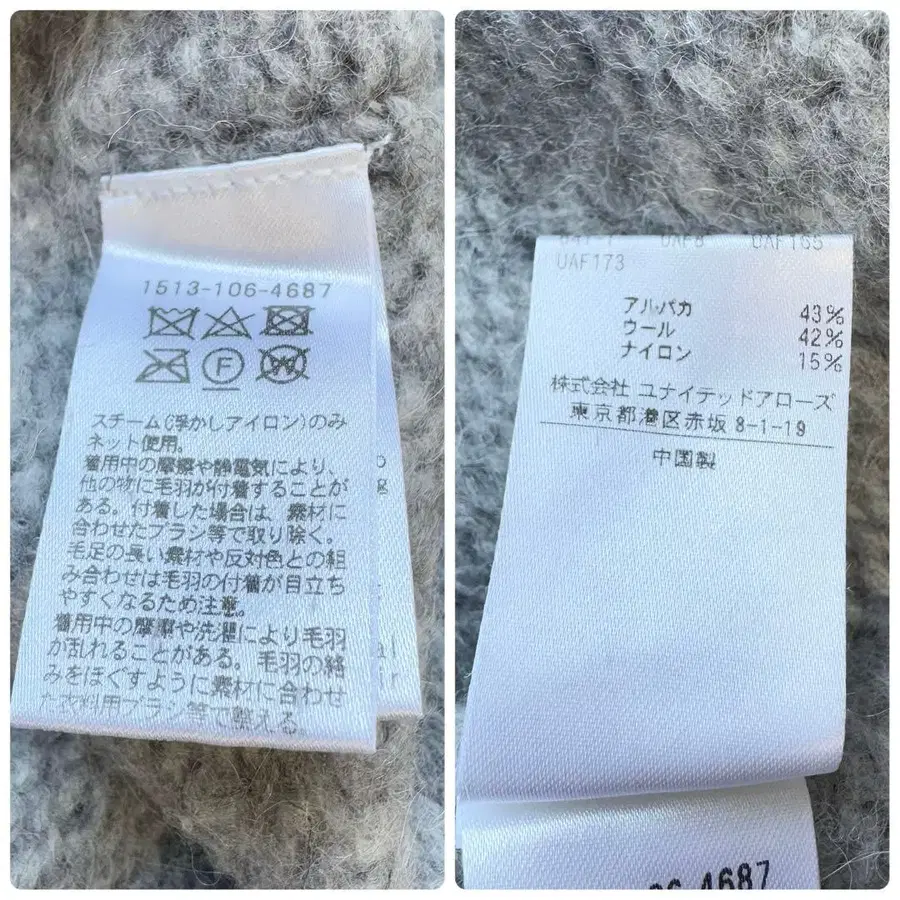 1513-106-4687
F
W
スチーム(浮かしアイロン)のみ
ネット使用。
着用中の摩擦や静電気により、
他の物に毛羽が付着することが
ある。付着した場合は、素材に
合わせたブラシ等で取り除く。
毛足の長い素材や反対色との組
み合わせは毛羽の付着が目立ち
やすくなるため注意。
着用中の摩擦や洗濯により毛羽
が乱れることがある。毛羽の絡
みをほぐすように素材に合わせ
た衣料用ブラシ等で整える。
UAF8 UAF165
UAF173
アルパカ 43%
ウール 42%
ナイロン 15%
株式会社 ユナイテッドアローズ
東京都港区赤坂 8-1-19
中国製
06-4687